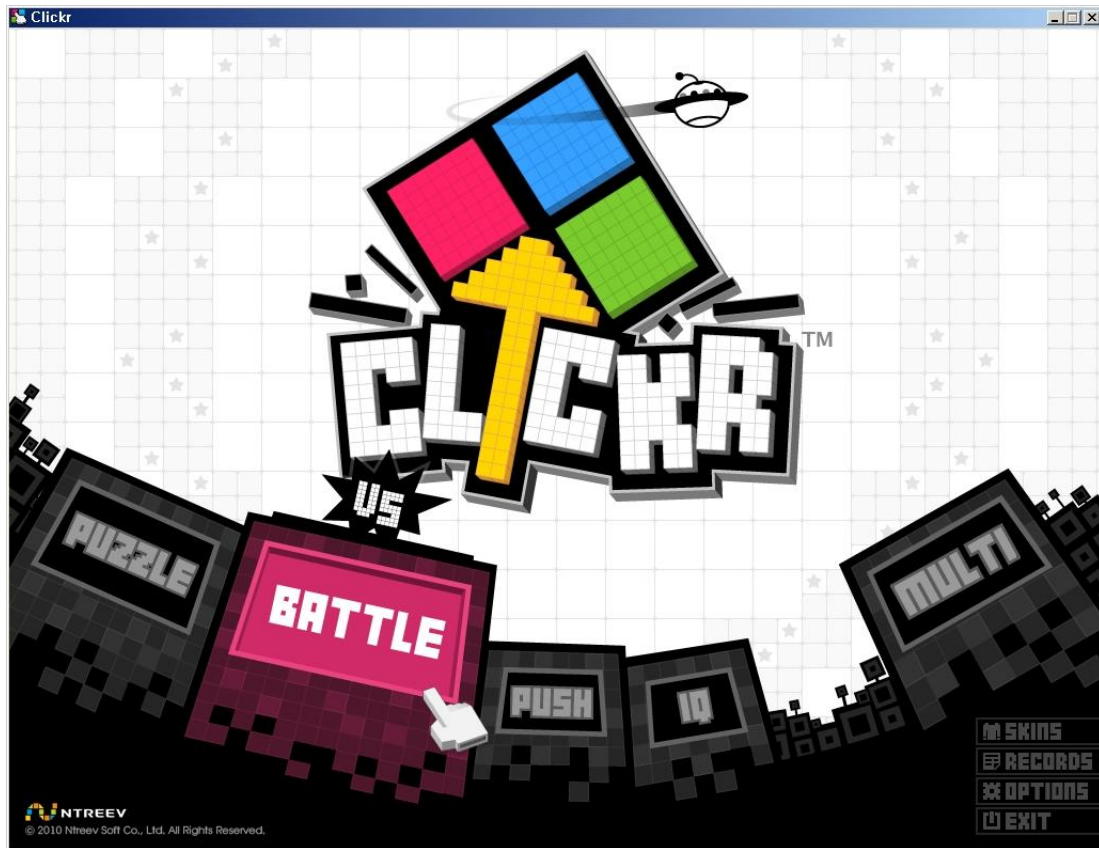 Clickr
CLICKR
TM
VS
PUZZLE
BATTLE
PUSH
IQ
MULTI
SKINS
RECORDS
OPTIONS
EXIT
NTREEV
© 2010 Ntreev Soft Co., Ltd. All Rights Reserved.